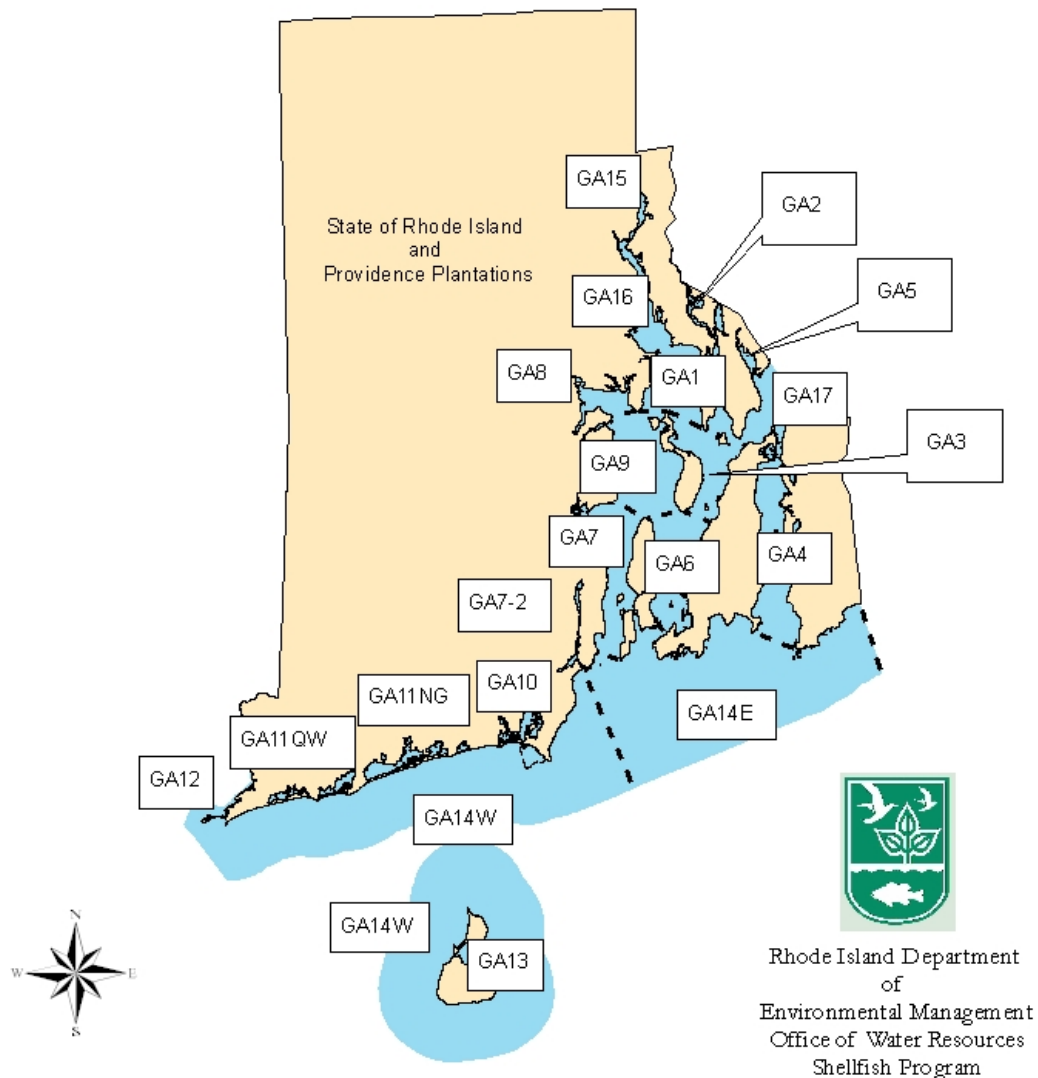 GA15
GA2
State of Rhode Island
and
Providence Plantations
GA5
GA16
GA8
GA1
GA17
GA3
GA9
GA7
GA6
GA4
GA7-2
GA10
GA11NG
GA14E
GA11QW
GA12
GA14W
GA14W
GA13
N
W
E
S
Rhode Island Department
of
Environmental Management
Office of Water Resources
Shellfish Program